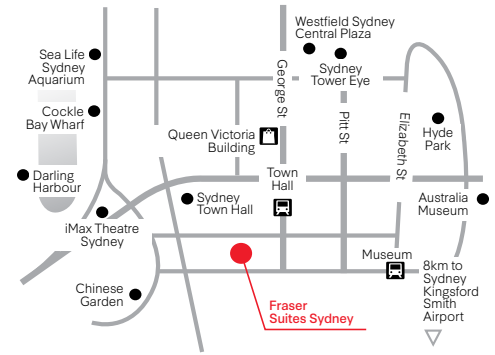 Westfield Sydney
Central Plaza
Sea Life
Sydney
Aquarium
Sydney
Tower Eye
George St
Pitt St
Elizabeth St
Cockle
Bay Wharf
Queen Victoria
Building
Hyde
Park
Darling
Harbour
Town
Hall
Sydney
Town Hall
Australia
Museum
iMax Theatre
Sydney
Museum
8km to
Sydney
Kingsford
Smith
Airport
Chinese
Garden
Fraser
Suites Sydney